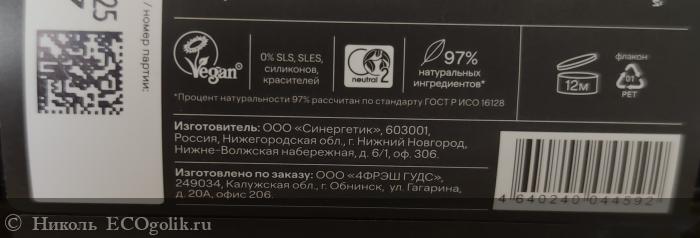 25
/ номер партии:
Vegan
0% SLS, SLES,
силиконов,
красителей
neutral
2
97%
натуральных
ингредиентов*
*Процент натуральности 97% рассчитан по стандарту ГОСТ Р ИСО 16128
12М
флакон
01
PET
Изготовитель: ООО «Синергетик», 603001,
Россия, Нижегородская обл., г. Нижний Новгород,
Нижне-Волжская набережная, д. 6/1, оф. 306.
Изготовлено по заказу: ООО «4ФРЭШ ГУДС»,
249034, Калужская обл., г. Обнинск, ул. Гагарина,
д. 20А, офис 206.
4 640240 044592
© Николь ECOgolik.ru